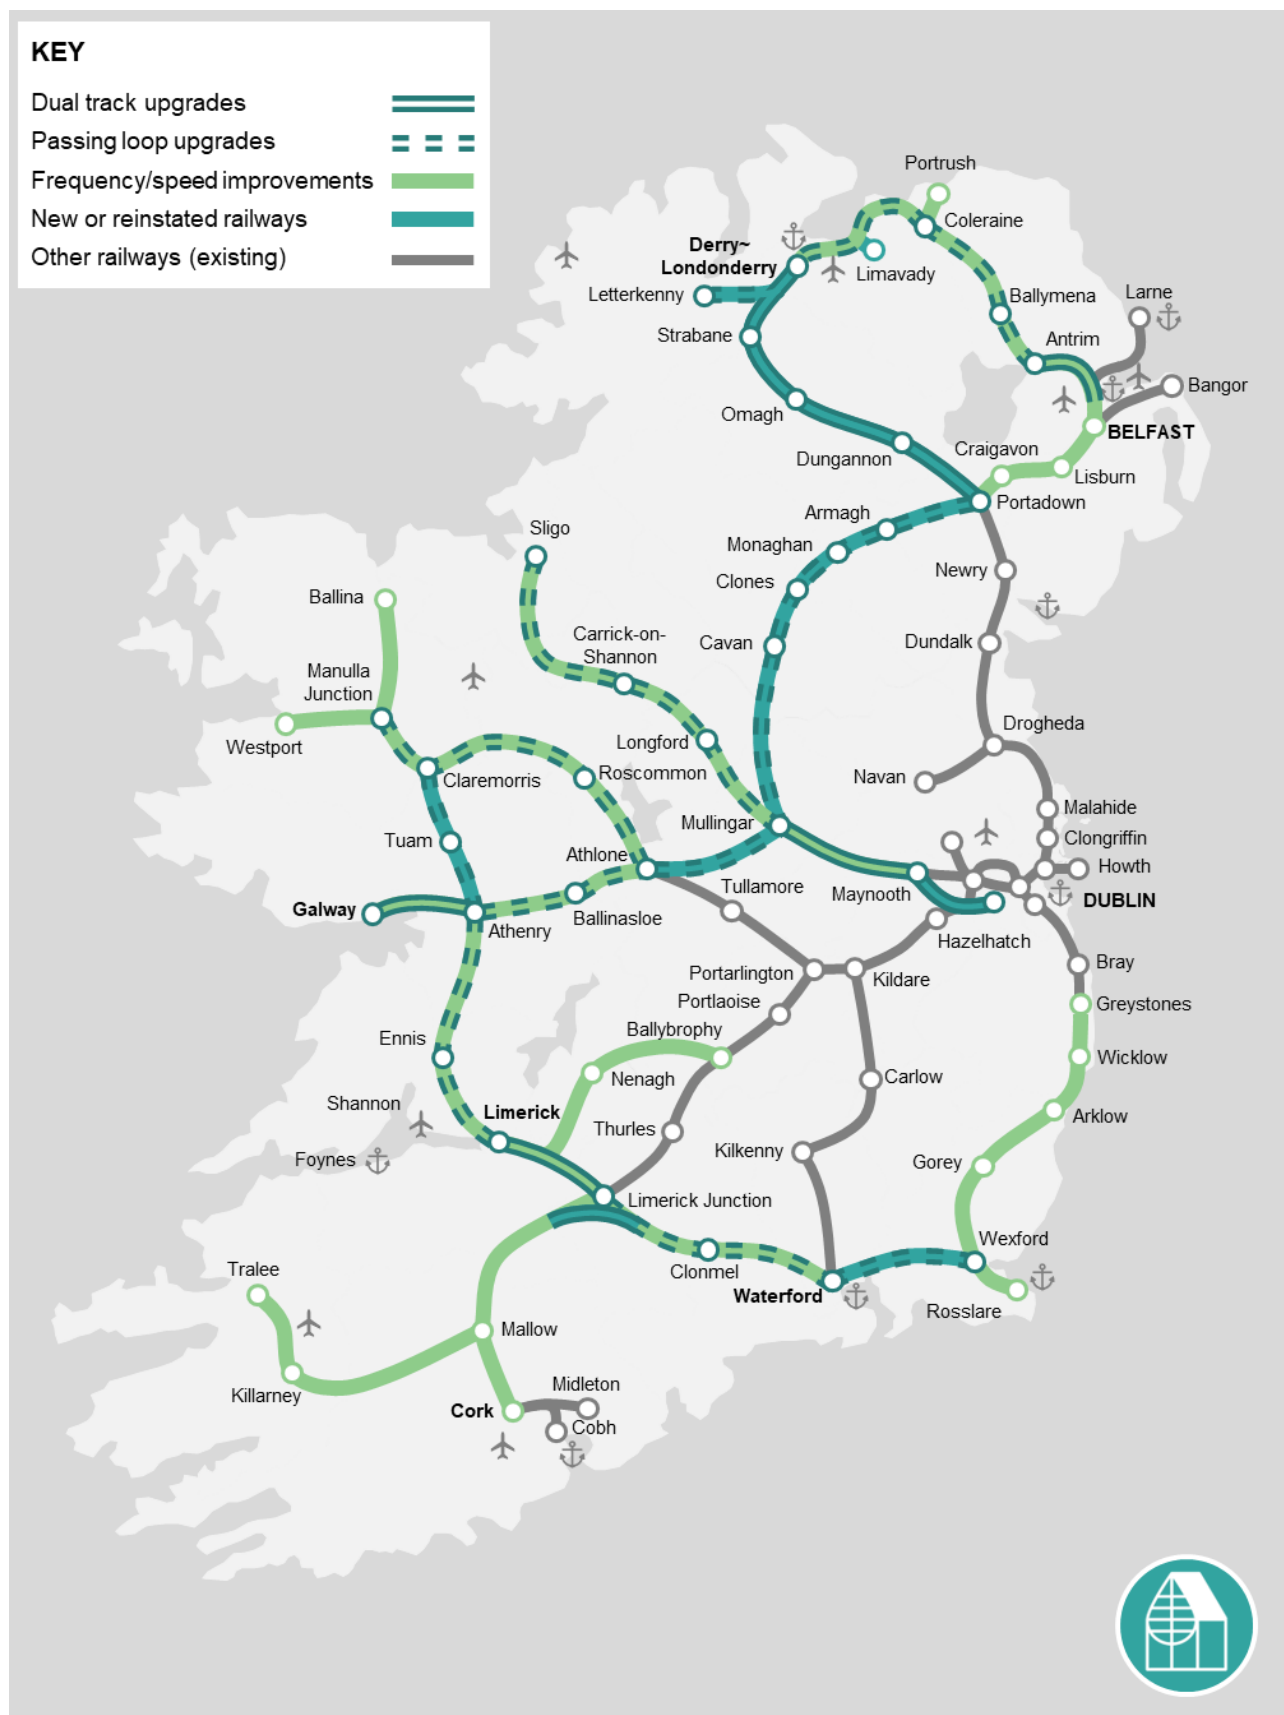 KEY
Dual track upgrades
Passing loop upgrades
Frequency/speed improvements
New or reinstated railways
Other railways (existing)
Portrush
Coleraine
Derry~
Londonderry
Limavady
Letterkenny
Ballymena
Larne
Strabane
Antrim
Bangor
Omagh
BELFAST
Craigavon
Dungannon
Lisburn
Portadown
Armagh
Sligo
Monaghan
Newry
Clones
Ballina
Carrick-on-
Shannon
Cavan
Dundalk
Manulla
Junction
Drogheda
Westport
Longford
Roscommon
Claremorris
Navan
Malahide
Mullingar
Clongriffin
Tuam
Athlone
Howth
Tullamore
Maynooth
DUBLIN
Galway
Ballinasloe
Athenry
Hazelhatch
Bray
Portarlington
Kildare
Portlaoise
Greystones
Ballybrophy
Ennis
Wicklow
Nenagh
Carlow
Shannon
Limerick
Arklow
Thurles
Kilkenny
Foynes
Gorey
Limerick Junction
Wexford
Tralee
Clonmel
Waterford
Rosslare
Mallow
Midleton
Killarney
Cork
Cobh